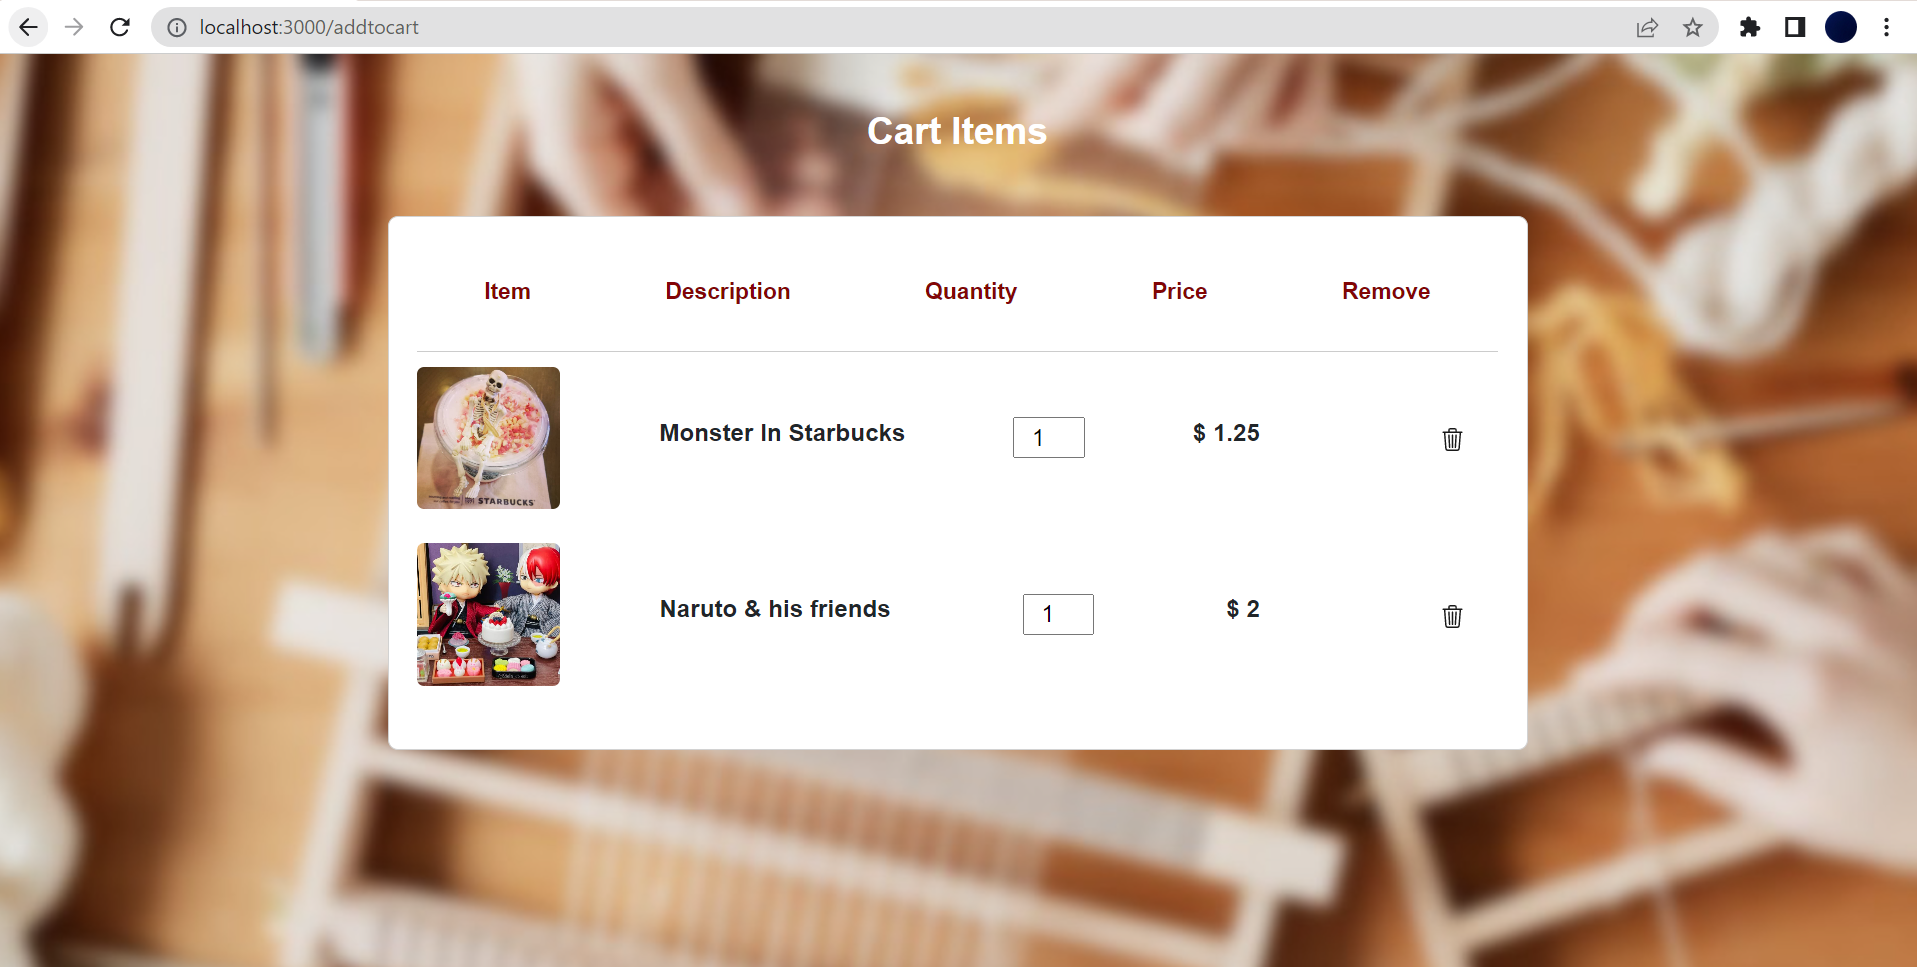 localhost:3000/addtocart
Cart Items
Item Description Quantity Price Remove
STARBUCKS
Monster In Starbucks 1 $ 1.25
Naruto & his friends 1 $ 2